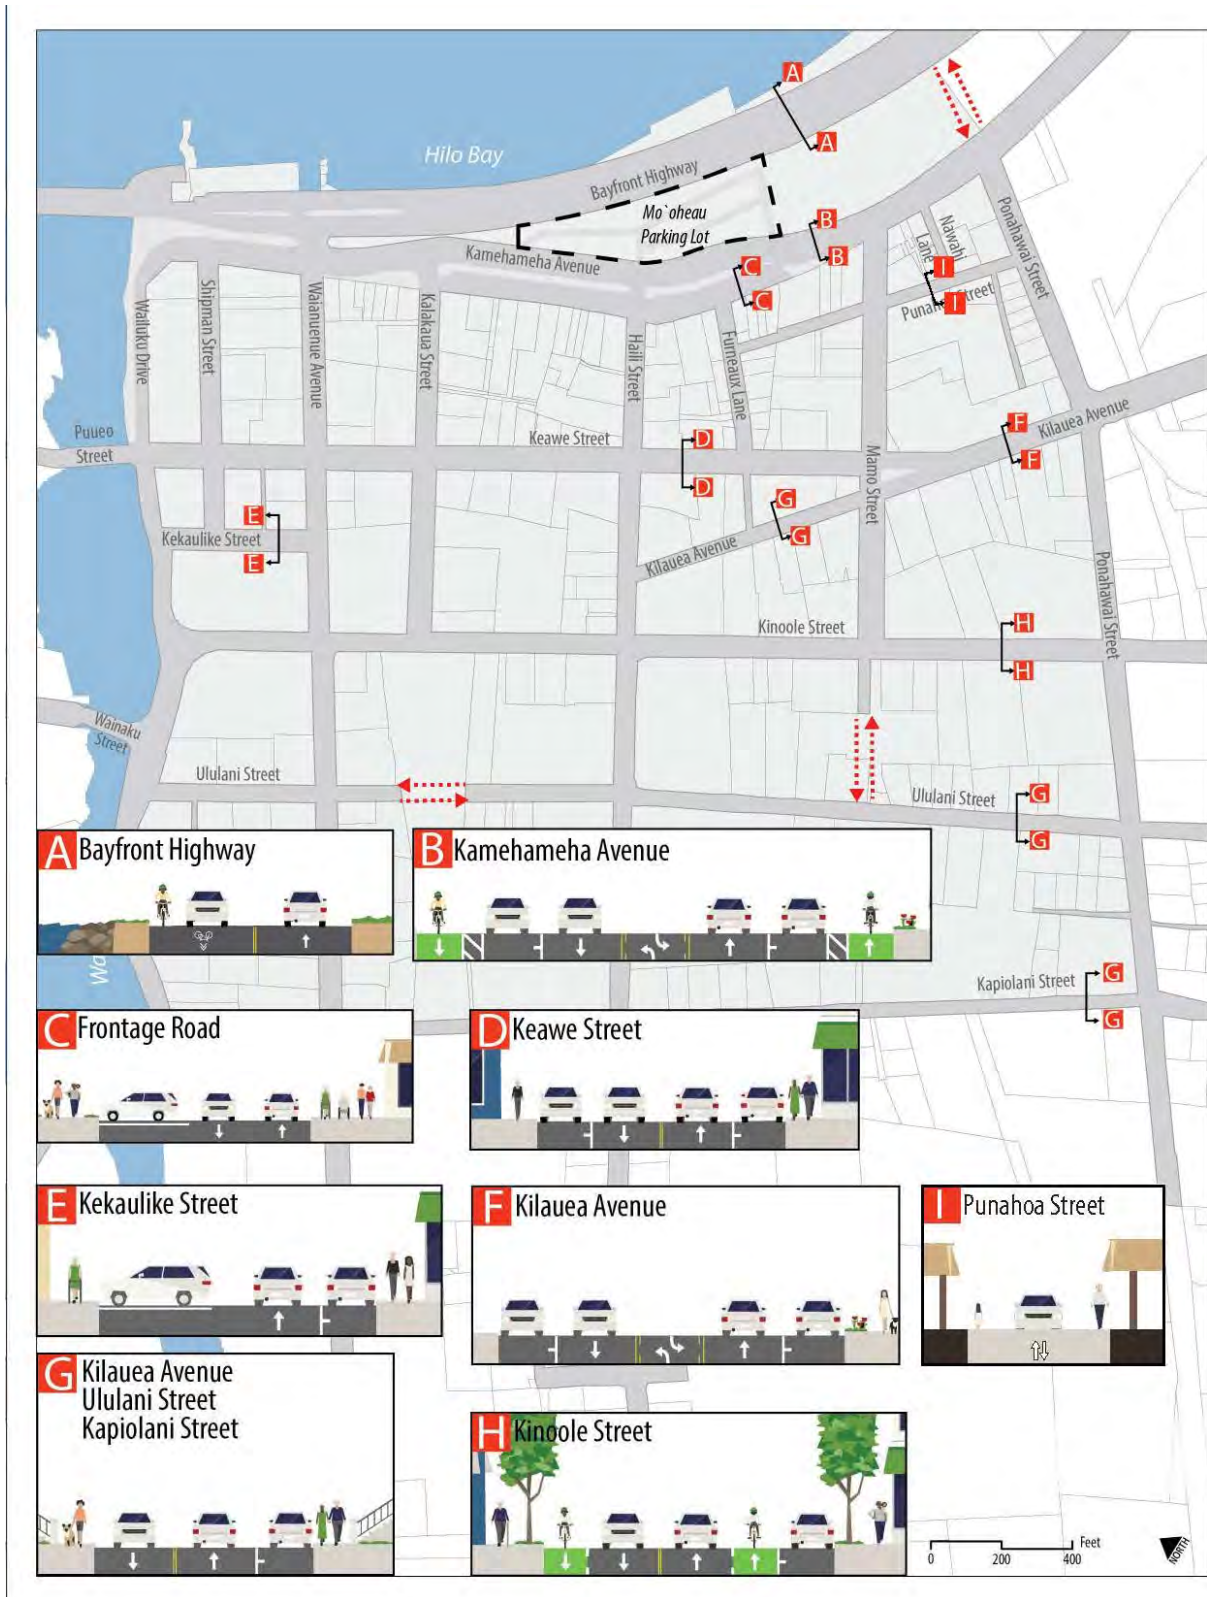 A
A
Hilo Bay
Bayfront Highway
Mo`oheau
Parking Lot
Kamehameha Avenue
B
B
C
C
Nawahi
Lane
I
I
Punahoa Street
Ponahawai Street
Wailuku Drive
Shipman Street
Waianuenue Avenue
Kalakaua Street
Haili Street
Furneaux Lane
Mamo Street
Puueo
Street
Keawe Street
D
D
F
F
Kilauea Avenue
E
E
Kekaulike Street
G
G
Kilauea Avenue
Ponahawai Street
Kinoole Street
H
H
Wainaku
Street
Ululani Street
Ululani Street
G
G
Kapiolani Street
G
G
Wa
A Bayfront Highway
B Kamehameha Avenue
C Frontage Road
D Keawe Street
E Kekaulike Street
F Kilauea Avenue
I Punahoa Street
G Kilauea Avenue
Ululani Street
Kapiolani Street
H Kinoole Street
0 200 400 Feet
NORTH